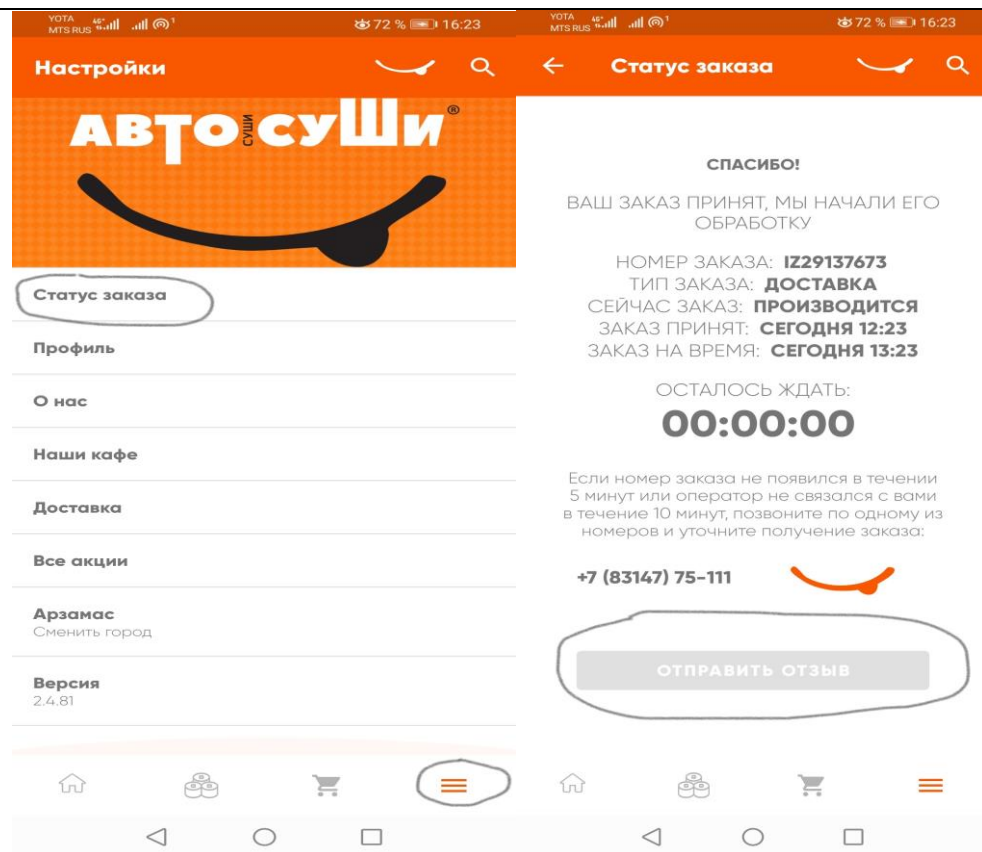 YOTA
MTS RUS
4G+
72 % 16:23
Настройки
АВТО СУШИ СУШИ®
Статус заказа
Профиль
О нас
Наши кафе
Доставка
Все акции
Арзамас
Сменить город
Версия
2.4.81
YOTA
MTS RUS
4G+
72 % 16:23
Статус заказа
СПАСИБО!
ВАШ ЗАКАЗ ПРИНЯТ, МЫ НАЧАЛИ ЕГО
ОБРАБОТКУ
НОМЕР ЗАКАЗА: IZ29137673
ТИП ЗАКАЗА: ДОСТАВКА
СЕЙЧАС ЗАКАЗ: ПРОИЗВОДИТСЯ
ЗАКАЗ ПРИНЯТ: СЕГОДНЯ 12:23
ЗАКАЗ НА ВРЕМЯ: СЕГОДНЯ 13:23
ОСТАЛОСЬ ЖДАТЬ:
00:00:00
Если номер заказа не появился в течении
5 минут или оператор не связался с вами
в течение 10 минут, позвоните по одному из
номеров и уточните получение заказа:
+7 (83147) 75-111
ОТПРАВИТЬ ОТЗЫВ